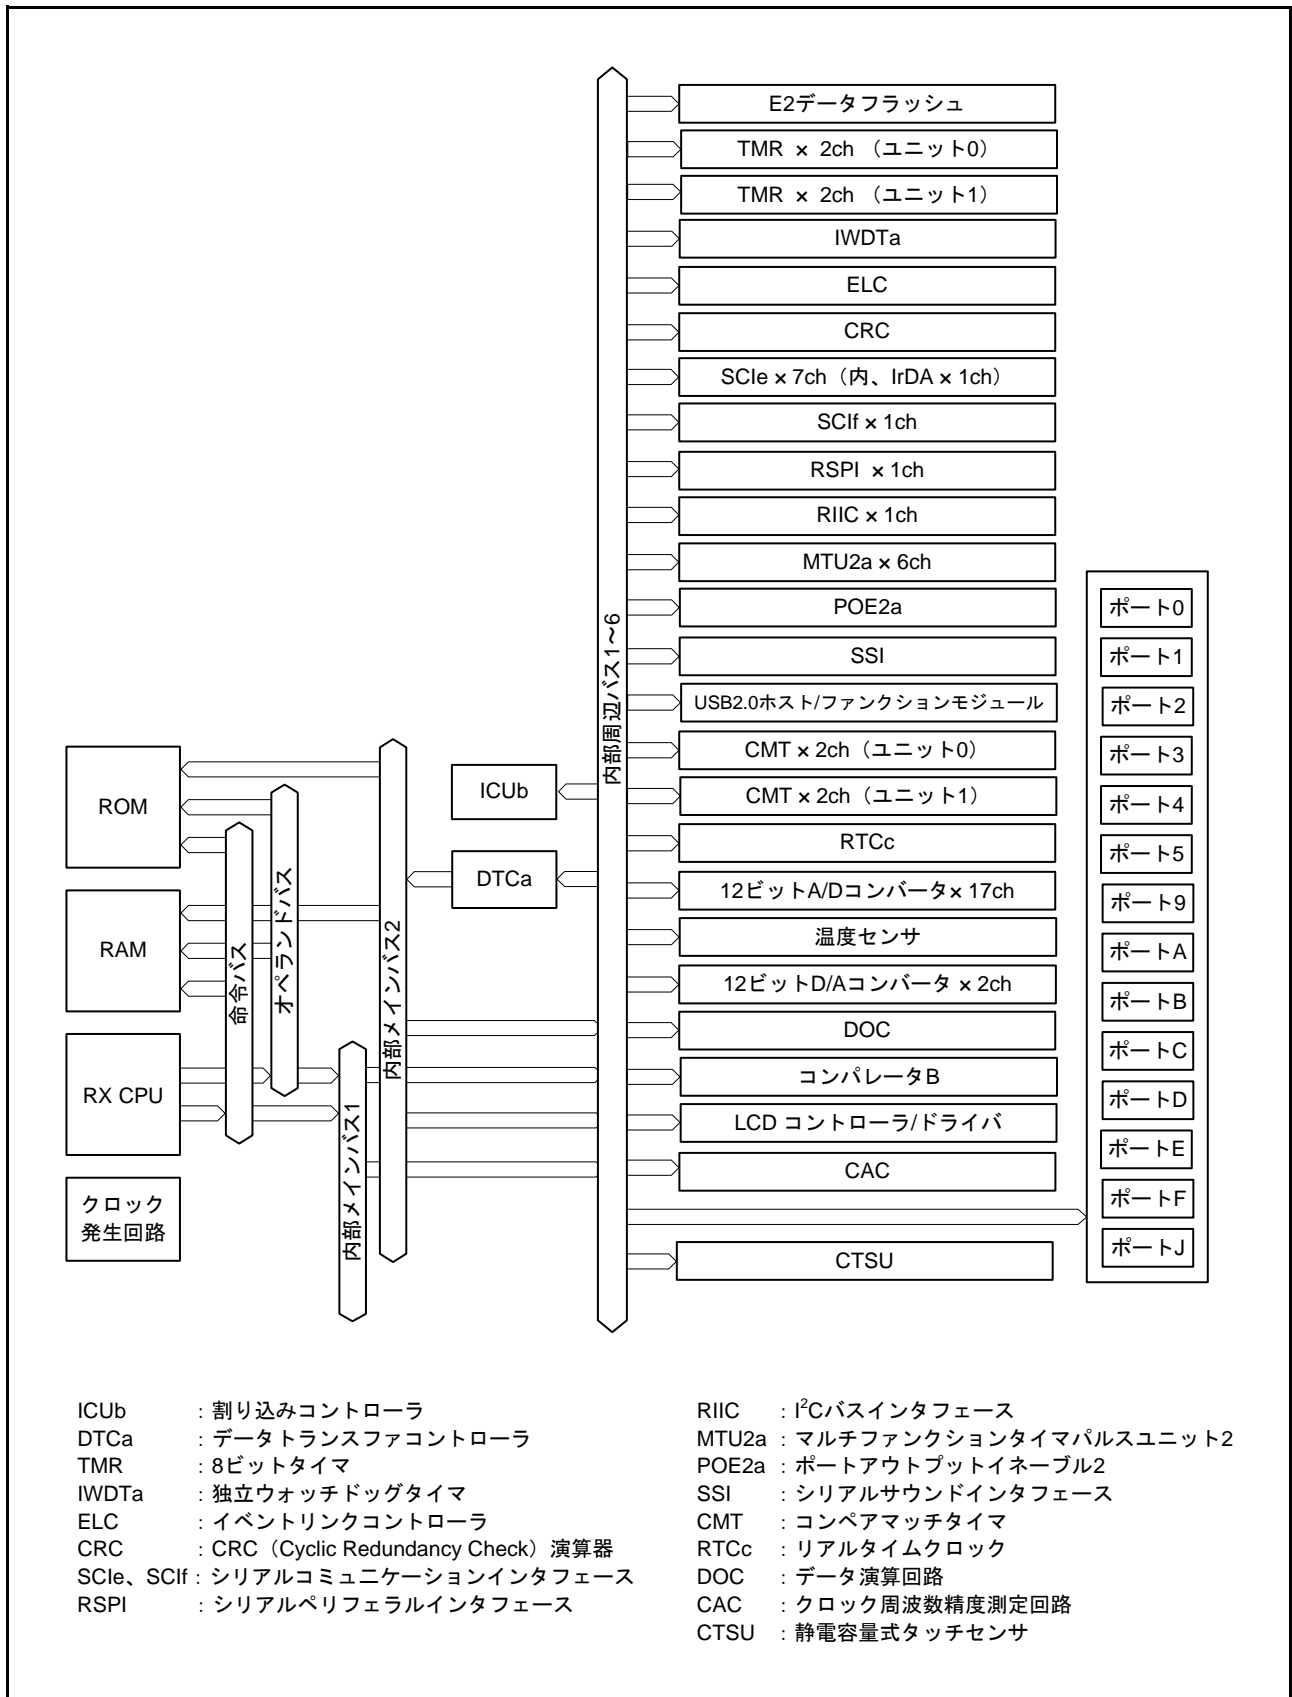 E2データフラッシュ
TMR × 2ch （ユニット0）
TMR × 2ch （ユニット1）
IWDTa
ELC
CRC
SCIe × 7ch（内、IrDA × 1ch）
SCIf × 1ch
RSPI × 1ch
RIIC × 1ch
MTU2a × 6ch
POE2a
SSI
USB2.0ホスト/ファンクションモジュール
CMT × 2ch（ユニット0）
CMT × 2ch（ユニット1）
RTCc
12ビットA/Dコンバータ× 17ch
温度センサ
12ビットD/Aコンバータ × 2ch
DOC
コンパレータB
LCD コントローラ/ドライバ
CAC
CTSU
ポート0
ポート1
ポート2
ポート3
ポート4
ポート5
ポート9
ポートA
ポートB
ポートC
ポートD
ポートE
ポートF
ポートJ
内部周辺バス1～6
ICUb
DTCa
ROM
RAM
RX CPU
クロック
発生回路
命令バス
オペランドバス
内部メインバス1
内部メインバス2
ICUb ：割り込みコントローラ
DTCa ：データトランスファコントローラ
TMR ：8ビットタイマ
IWDTa ：独立ウォッチドッグタイマ
ELC ：イベントリンクコントローラ
CRC ：CRC（Cyclic Redundancy Check）演算器
SCIe、SCIf：シリアルコミュニケーションインタフェース
RSPI ：シリアルペリフェラルインタフェース
RIIC ：I²Cバスインタフェース
MTU2a ：マルチファンクションタイマパルスユニット2
POE2a ：ポートアウトプットイネーブル2
SSI ：シリアルサウンドインタフェース
CMT ：コンペアマッチタイマ
RTCc ：リアルタイムクロック
DOC ：データ演算回路
CAC ：クロック周波数精度測定回路
CTSU ：静電容量式タッチセンサ